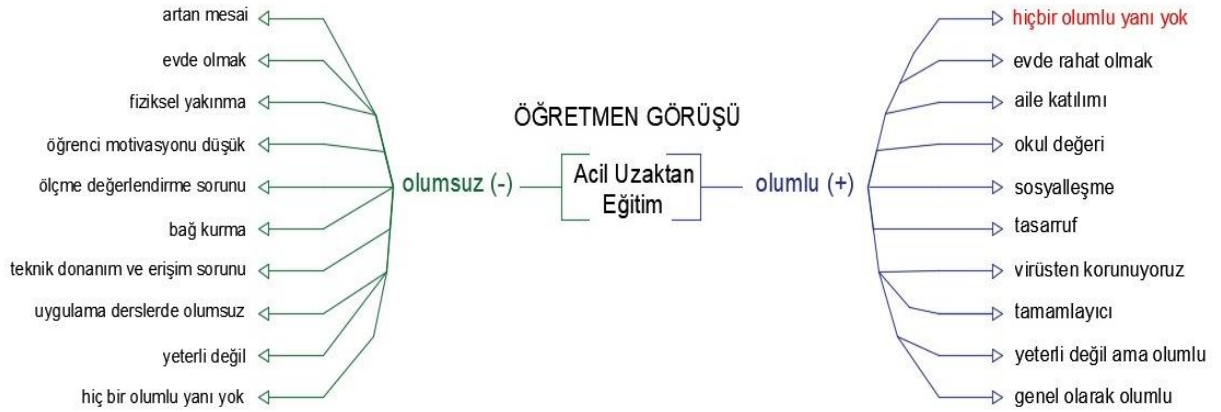 artan mesai
evde olmak
fiziksel yakınma
öğrenci motivasyonu düşük
ölçme değerlendirme sorunu
bağ kurma
teknik donanım ve erişim sorunu
uygulama derslerde olumsuz
yeterli değil
hiç bir olumlu yanı yok
olumsuz (-)
ÖĞRETMEN GÖRÜŞÜ
Acil Uzaktan
Eğitim
olumlu (+)
hiçbir olumlu yanı yok
evde rahat olmak
aile katılımı
okul değeri
sosyalleşme
tasarruf
virüsten korunuyoruz
tamamlayıcı
yeterli değil ama olumlu
genel olarak olumlu